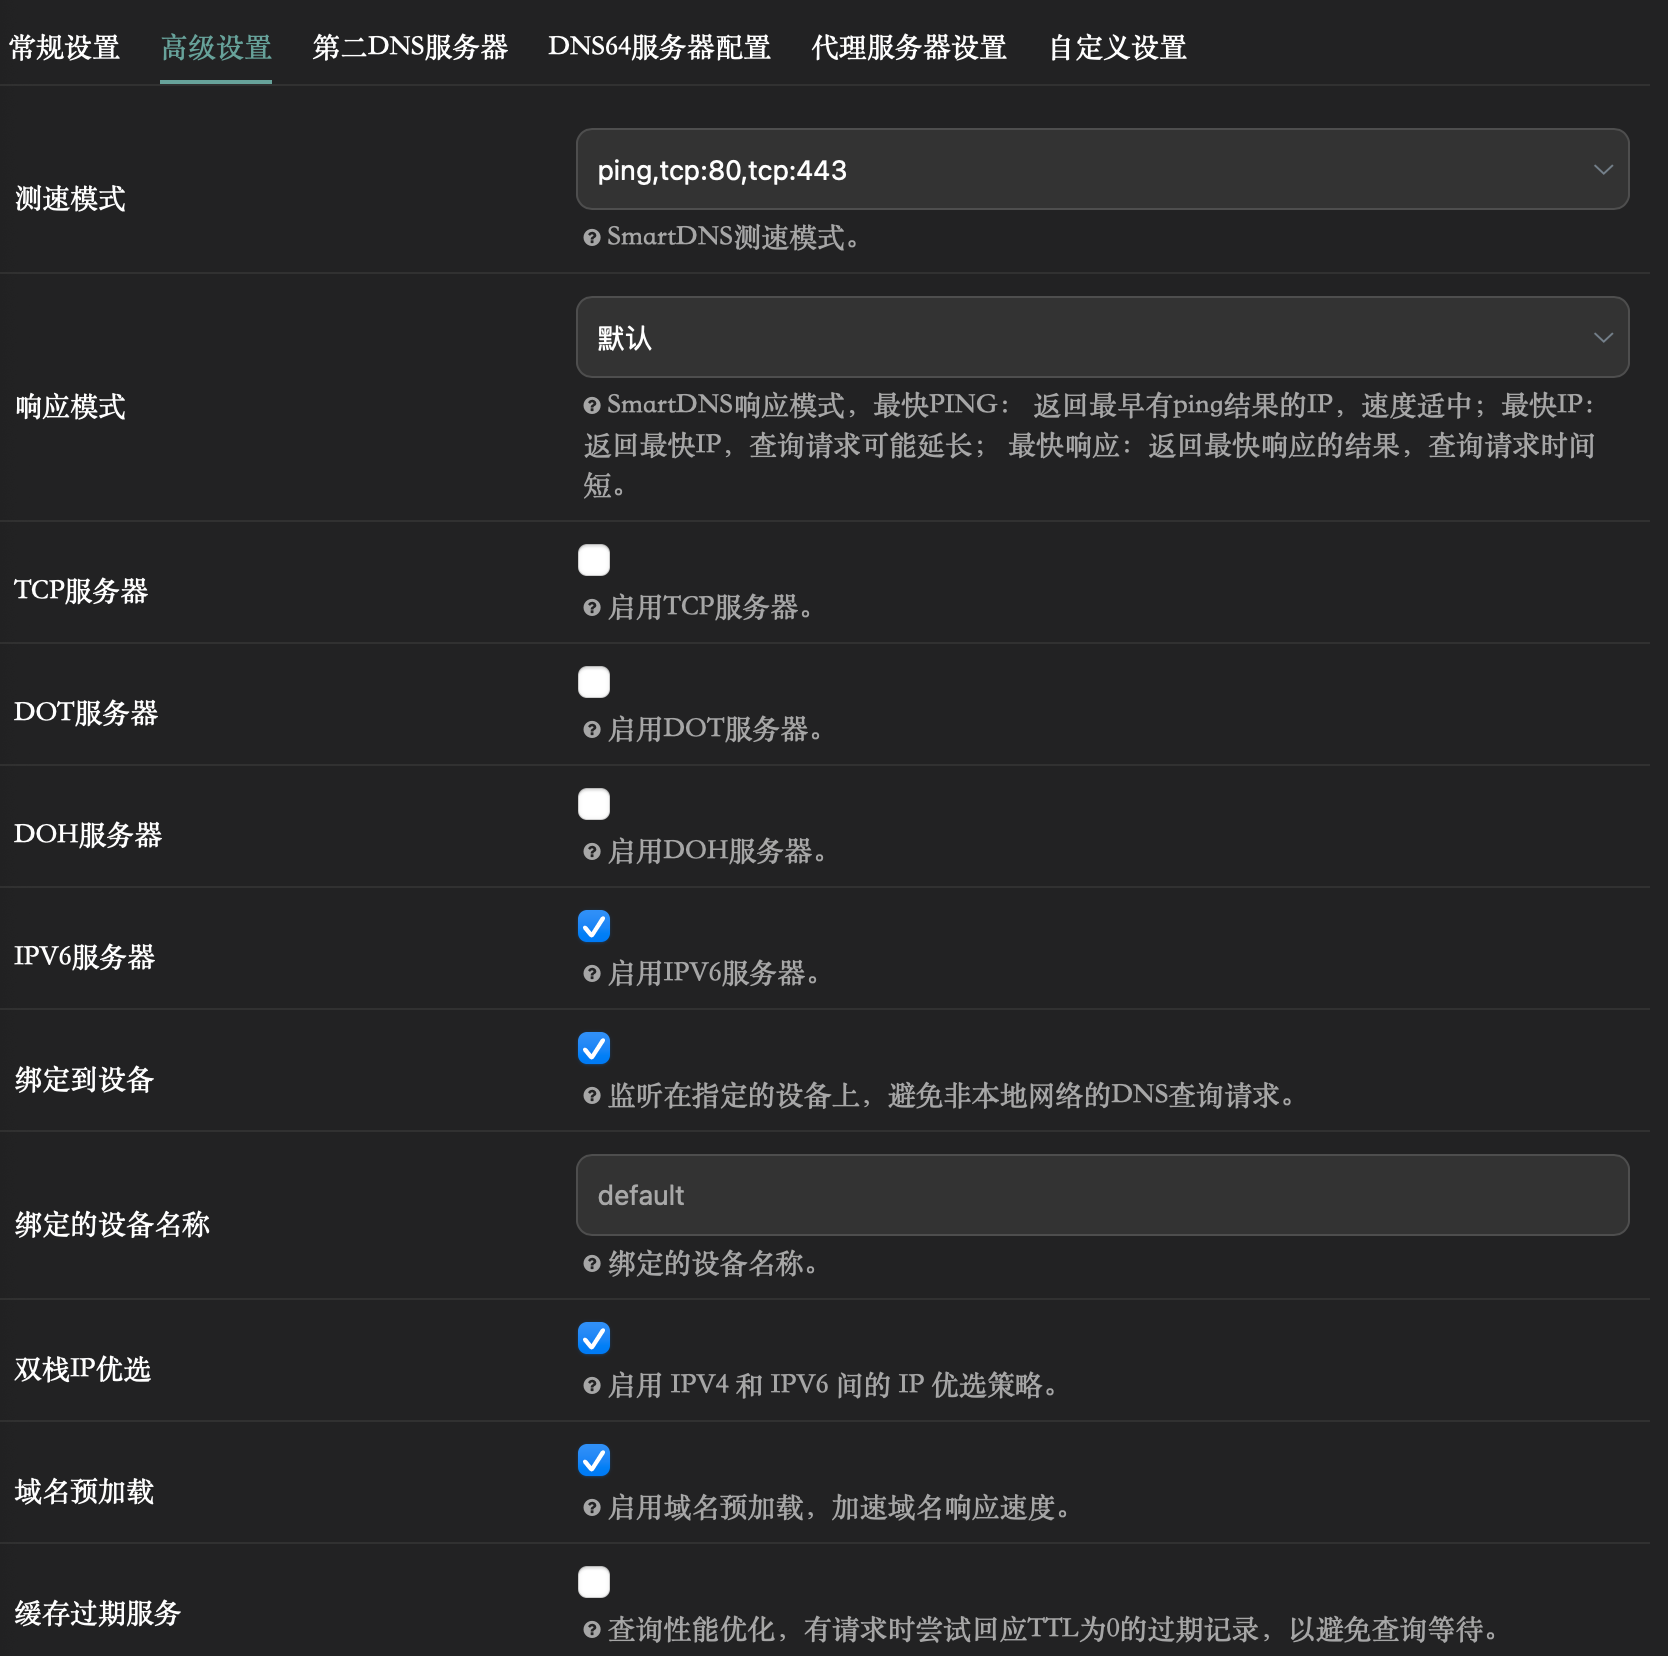 常规设置 高级设置 第二DNS服务器 DNS64服务器配置 代理服务器设置 自定义设置
测速模式
ping,tcp:80,tcp:443
SmartDNS测速模式。
响应模式
默认
SmartDNS响应模式，最快PING： 返回最早有ping结果的IP，速度适中；最快IP：
返回最快IP，查询请求可能延长； 最快响应：返回最快响应的结果，查询请求时间
短。
TCP服务器
启用TCP服务器。
DOT服务器
启用DOT服务器。
DOH服务器
启用DOH服务器。
IPV6服务器
启用IPV6服务器。
绑定到设备
监听在指定的设备上，避免非本地网络的DNS查询请求。
绑定的设备名称
default
绑定的设备名称。
双栈IP优选
启用 IPV4 和 IPV6 间的 IP 优选策略。
域名预加载
启用域名预加载，加速域名响应速度。
缓存过期服务
查询性能优化，有请求时尝试回应TTL为0的过期记录，以避免查询等待。